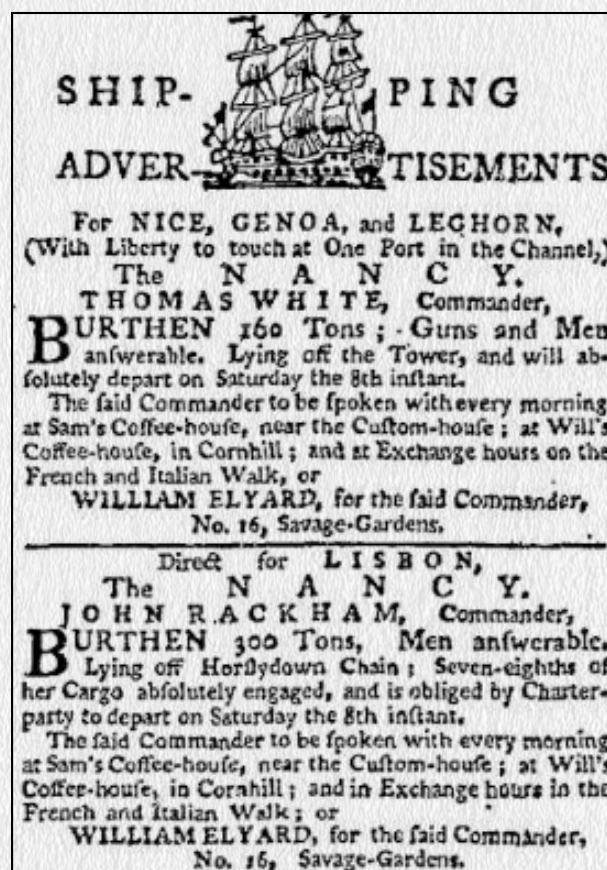 SHIP- PING
ADVER- TISEMENTS
For NICE, GENOA, and LEGHORN,
(With Liberty to touch at One Port in the Channel,)
The NANCY.
THOMAS WHITE, Commander,
BURTHEN 160 Tons; Guns and Men
anſwerable. Lying off the Tower, and will ab-
ſolutely depart on Saturday the 8th inſtant.
The ſaid Commander to be ſpoken with every morning
at Sam's Coffee-houſe, near the Cuſtom-houſe; at Will's
Coffee-houſe, in Cornhill; and at Exchange hours on the
French and Italian Walk, or
WILLIAM ELYARD, for the ſaid Commander,
No. 16, Savage-Gardens.
Direct for LISBON,
The NANCY.
JOHN RACKHAM, Commander,
BURTHEN 300 Tons, Men anſwerable.
Lying off Horſlydown Chain; Seven-eighths of
her Cargo abſolutely engaged, and is obliged by Charter-
party to depart on Saturday the 8th inſtant.
The ſaid Commander to be ſpoken with every morning
at Sam's Coffee-houſe, near the Cuſtom-houſe; at Will's
Coffee-houſe, in Cornhill; and in Exchange hours in the
French and Italian Walk; or
WILLIAM ELYARD, for the ſaid Commander,
No. 16, Savage-Gardens.